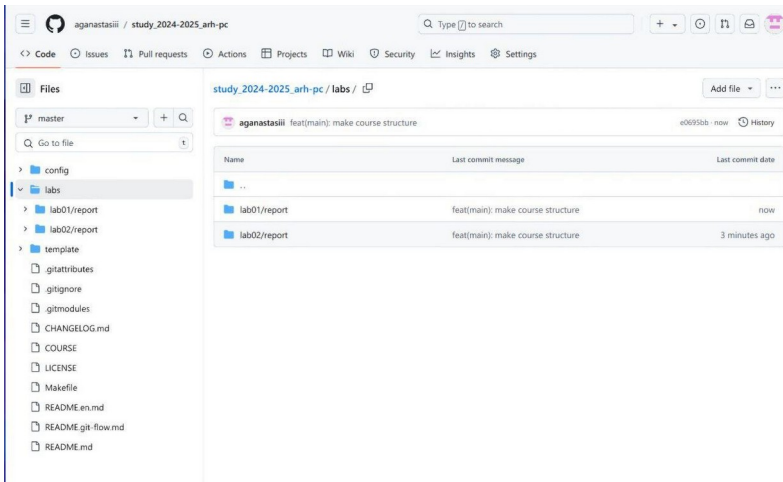 aganastasiii / study_2024-2025_arh-pc
Type / to search
Code Issues Pull requests Actions Projects Wiki Security Insights Settings
Files
master
Go to file t
config
labs
lab01/report
lab02/report
template
.gitattributes
.gitignore
.gitmodules
CHANGELOG.md
COURSE
LICENSE
Makefile
README.en.md
README.git-flow.md
README.md
study_2024-2025_arh-pc / labs /
Add file
aganastasiii feat(main): make course structure e0695bb · now History
Name Last commit message Last commit date
..
lab01/report feat(main): make course structure now
lab02/report feat(main): make course structure 3 minutes ago